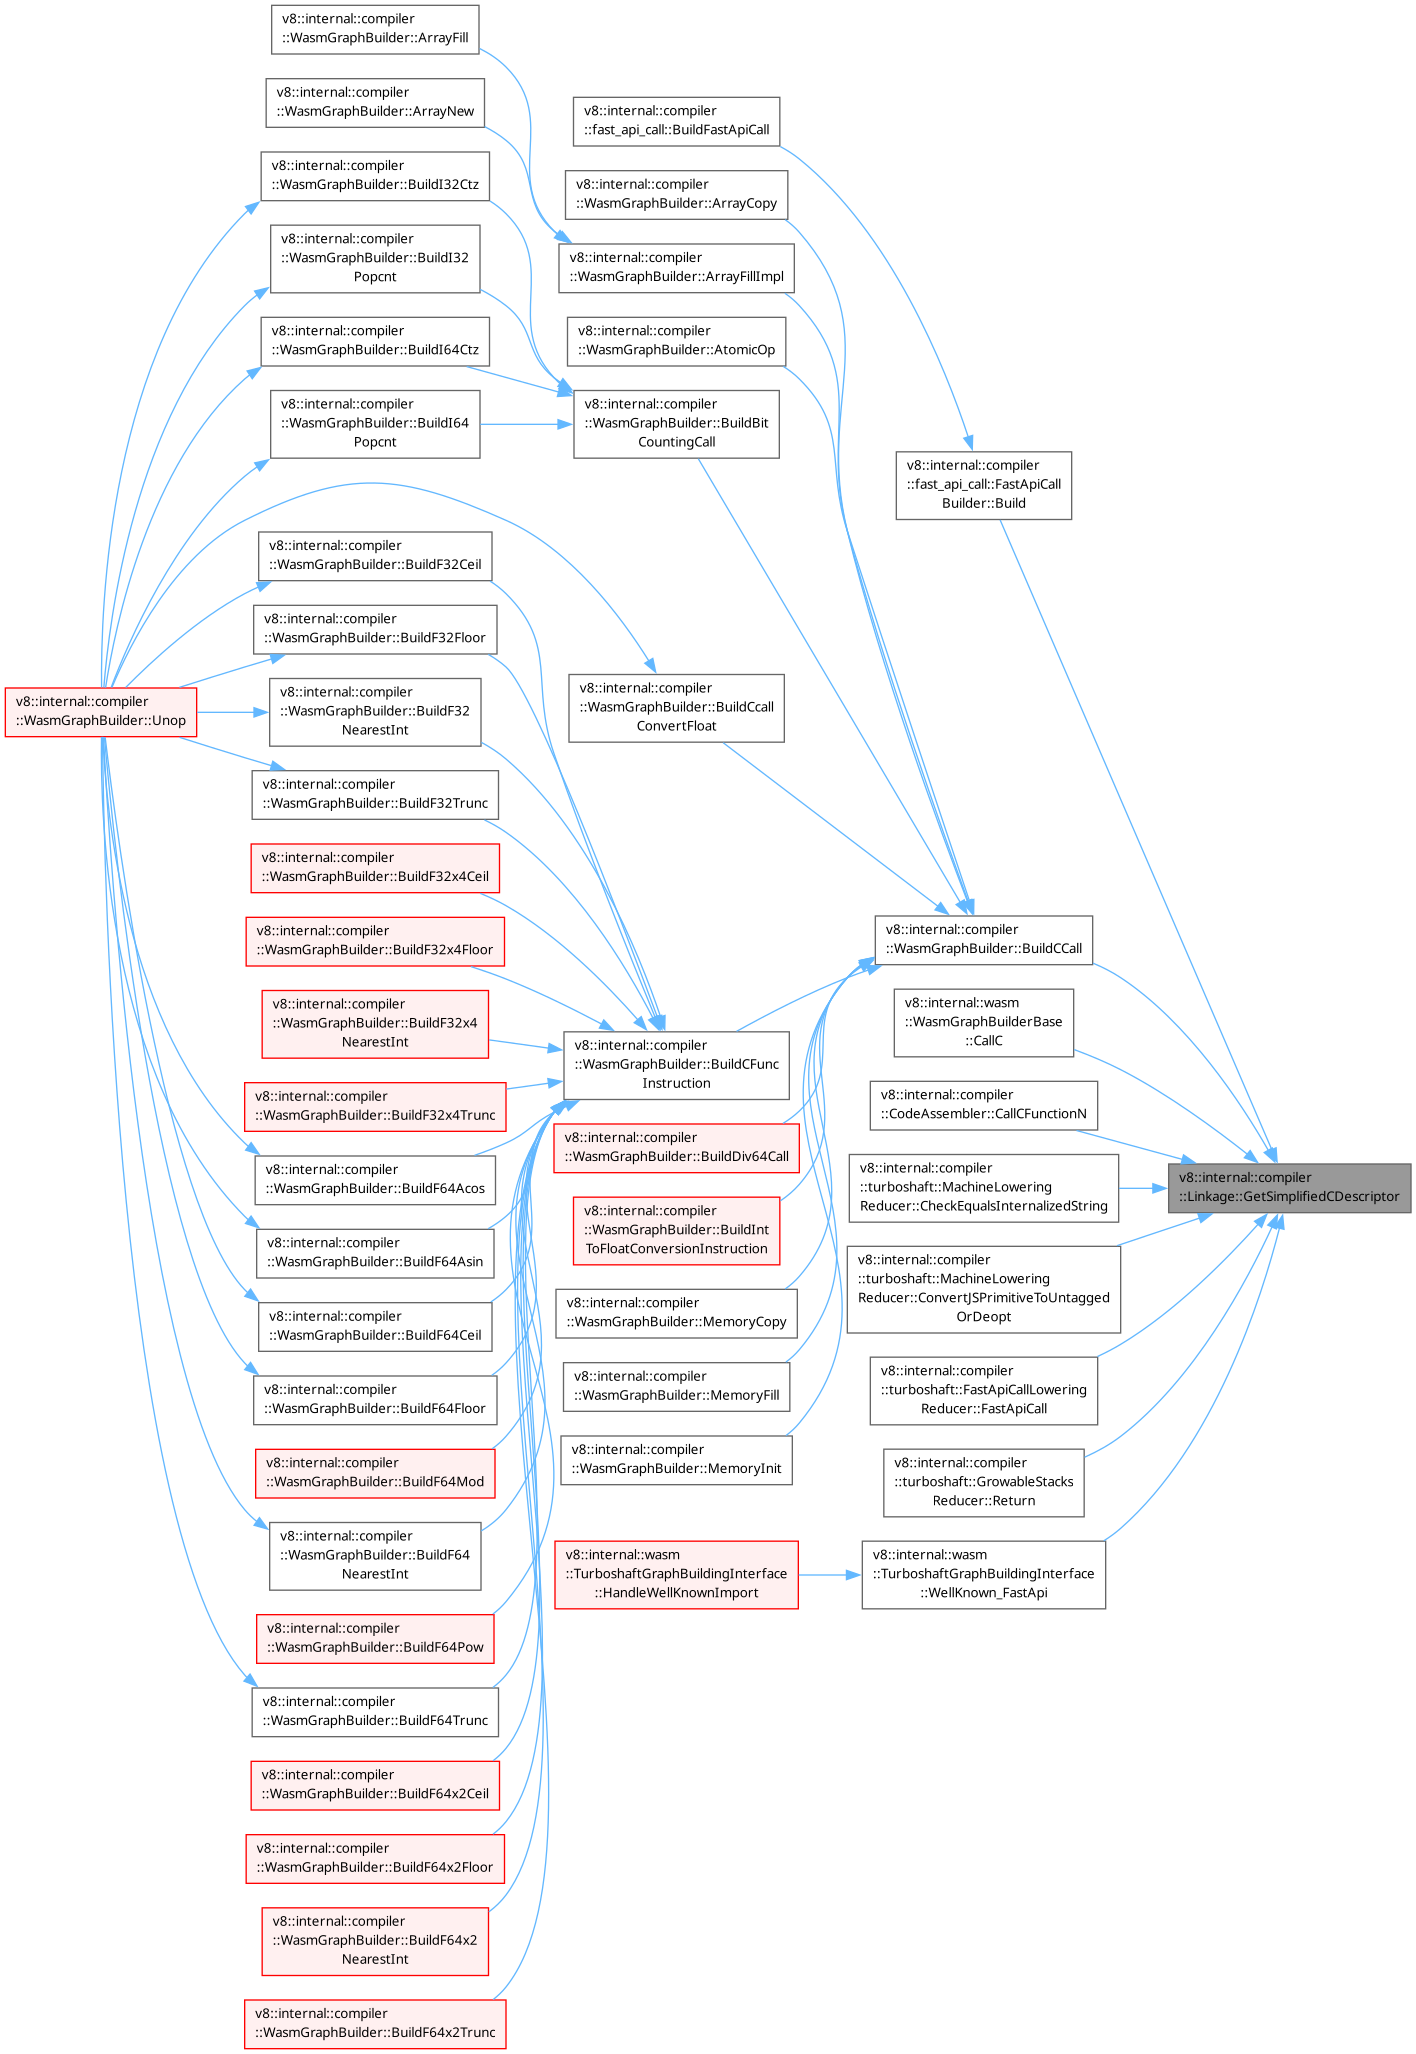 v8::internal::compiler
::WasmGraphBuilder::ArrayFill
v8::internal::compiler
::WasmGraphBuilder::ArrayNew
v8::internal::compiler
::WasmGraphBuilder::BuildI32Ctz
v8::internal::compiler
::WasmGraphBuilder::BuildI32
Popcnt
v8::internal::compiler
::WasmGraphBuilder::BuildI64Ctz
v8::internal::compiler
::WasmGraphBuilder::BuildI64
Popcnt
v8::internal::compiler
::WasmGraphBuilder::BuildF32Ceil
v8::internal::compiler
::WasmGraphBuilder::BuildF32Floor
v8::internal::compiler
::WasmGraphBuilder::Unop
v8::internal::compiler
::WasmGraphBuilder::BuildF32
NearestInt
v8::internal::compiler
::WasmGraphBuilder::BuildF32Trunc
v8::internal::compiler
::WasmGraphBuilder::BuildF32x4Ceil
v8::internal::compiler
::WasmGraphBuilder::BuildF32x4Floor
v8::internal::compiler
::WasmGraphBuilder::BuildF32x4
NearestInt
v8::internal::compiler
::WasmGraphBuilder::BuildF32x4Trunc
v8::internal::compiler
::WasmGraphBuilder::BuildF64Acos
v8::internal::compiler
::WasmGraphBuilder::BuildF64Asin
v8::internal::compiler
::WasmGraphBuilder::BuildF64Ceil
v8::internal::compiler
::WasmGraphBuilder::BuildF64Floor
v8::internal::compiler
::WasmGraphBuilder::BuildF64Mod
v8::internal::compiler
::WasmGraphBuilder::BuildF64
NearestInt
v8::internal::compiler
::WasmGraphBuilder::BuildF64Pow
v8::internal::compiler
::WasmGraphBuilder::BuildF64Trunc
v8::internal::compiler
::WasmGraphBuilder::BuildF64x2Ceil
v8::internal::compiler
::WasmGraphBuilder::BuildF64x2Floor
v8::internal::compiler
::WasmGraphBuilder::BuildF64x2
NearestInt
v8::internal::compiler
::WasmGraphBuilder::BuildF64x2Trunc
v8::internal::compiler
::fast_api_call::BuildFastApiCall
v8::internal::compiler
::WasmGraphBuilder::ArrayCopy
v8::internal::compiler
::WasmGraphBuilder::ArrayFillImpl
v8::internal::compiler
::WasmGraphBuilder::AtomicOp
v8::internal::compiler
::WasmGraphBuilder::BuildBit
CountingCall
v8::internal::compiler
::WasmGraphBuilder::BuildCcall
ConvertFloat
v8::internal::compiler
::WasmGraphBuilder::BuildCFunc
Instruction
v8::internal::compiler
::WasmGraphBuilder::BuildDiv64Call
v8::internal::compiler
::WasmGraphBuilder::BuildInt
ToFloatConversionInstruction
v8::internal::compiler
::WasmGraphBuilder::MemoryCopy
v8::internal::compiler
::WasmGraphBuilder::MemoryFill
v8::internal::compiler
::WasmGraphBuilder::MemoryInit
v8::internal::wasm
::TurboshaftGraphBuildingInterface
::HandleWellKnownImport
v8::internal::compiler
::fast_api_call::FastApiCall
Builder::Build
v8::internal::compiler
::WasmGraphBuilder::BuildCCall
v8::internal::wasm
::WasmGraphBuilderBase
::CallC
v8::internal::compiler
::CodeAssembler::CallCFunctionN
v8::internal::compiler
::turboshaft::MachineLowering
Reducer::CheckEqualsInternalizedString
v8::internal::compiler
::turboshaft::MachineLowering
Reducer::ConvertJSPrimitiveToUntagged
OrDeopt
v8::internal::compiler
::turboshaft::FastApiCallLowering
Reducer::FastApiCall
v8::internal::compiler
::turboshaft::GrowableStacks
Reducer::Return
v8::internal::wasm
::TurboshaftGraphBuildingInterface
::WellKnown_FastApi
v8::internal::compiler
::Linkage::GetSimplifiedCDescriptor